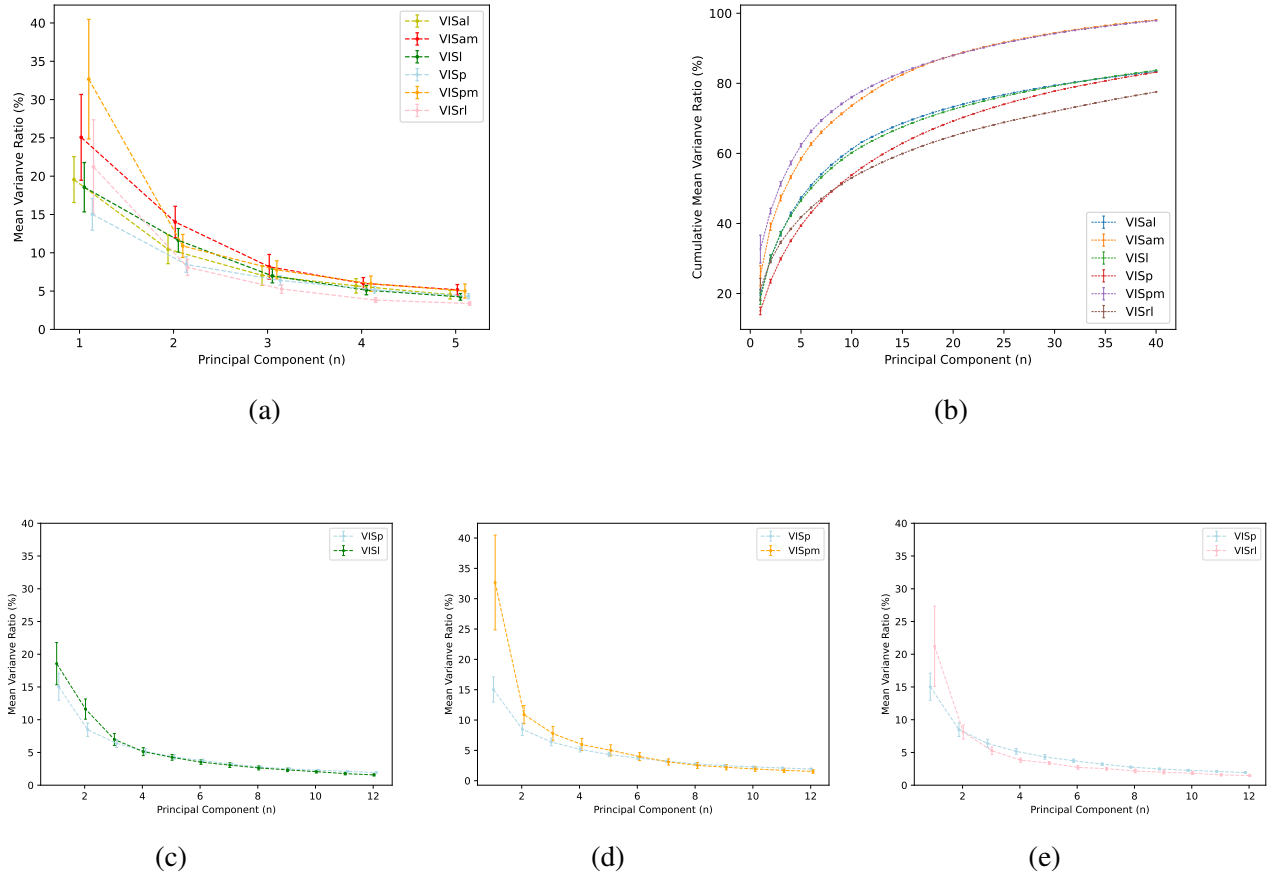 40
35
30
25
20
15
10
5
0
Mean Varianve Ratio (%)
1 2 3 4 5
Principal Component (n)
VISal
VISam
VISl
VISp
VISpm
VISrl
(a)
100
80
60
40
20
Cumulative Mean Varianve Ratio (%)
0 5 10 15 20 25 30 35 40
Principal Component (n)
VISal
VISam
VISl
VISp
VISpm
VISrl
(b)
40
35
30
25
20
15
10
5
0
Mean Varianve Ratio (%)
2 4 6 8 10 12
Principal Component (n)
VISp
VISl
(c)
40
35
30
25
20
15
10
5
0
Mean Varianve Ratio (%)
2 4 6 8 10 12
Principal Component (n)
VISp
VISpm
(d)
40
35
30
25
20
15
10
5
0
Mean Varianve Ratio (%)
2 4 6 8 10 12
Principal Component (n)
VISp
VISrl
(e)